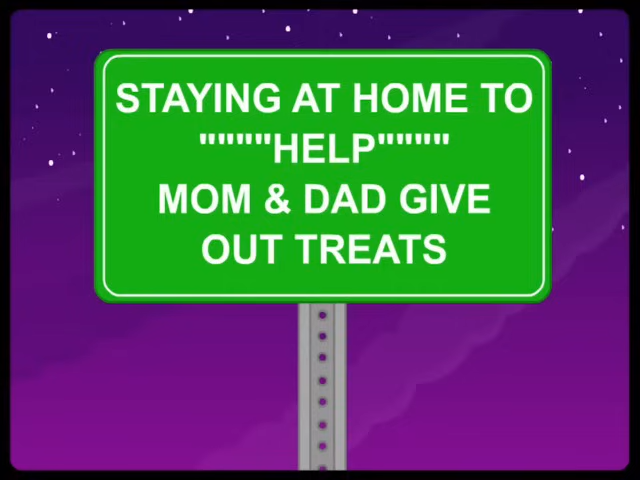 STAYING AT HOME TO
""""HELP""""
MOM & DAD GIVE
OUT TREATS